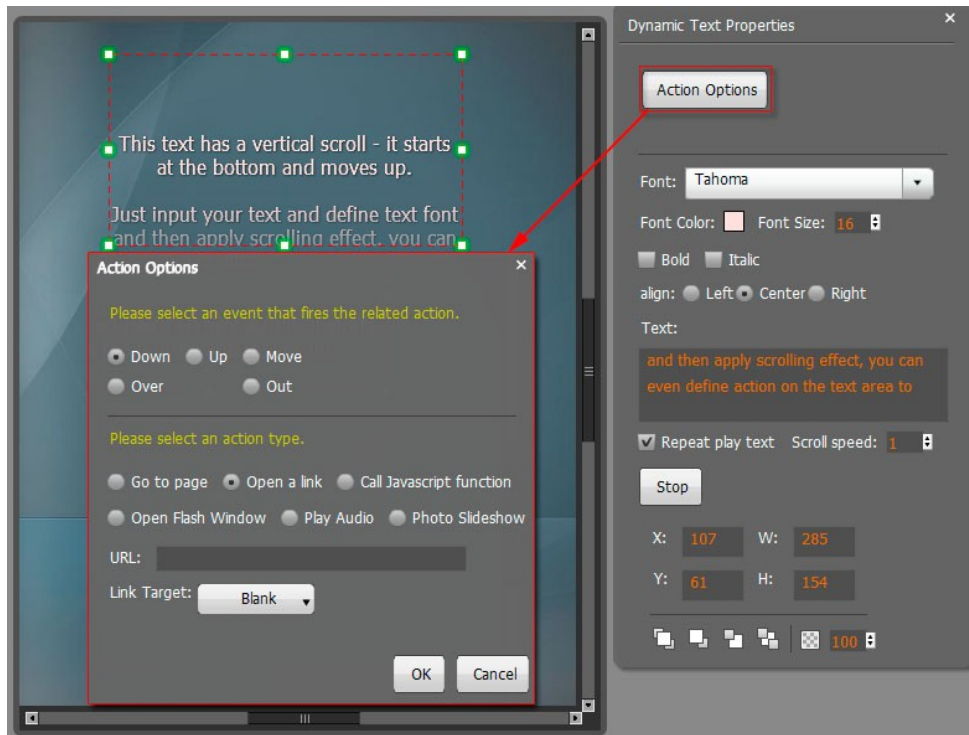 This text has a vertical scroll - it starts
at the bottom and moves up.
Just input your text and define text font
and then apply scrolling effect, you can
Action Options
Please select an event that fires the related action.
Down Up Move
Over Out
Please select an action type.
Go to page Open a link Call Javascript function
Open Flash Window Play Audio Photo Slideshow
URL:
Link Target: Blank
OK Cancel
Dynamic Text Properties
Action Options
Font: Tahoma
Font Color: Font Size: 16
Bold Italic
align: Left Center Right
Text:
and then apply scrolling effect, you can
even define action on the text area to
Repeat play text Scroll speed: 1
Stop
X: 107 W: 285
Y: 61 H: 154
100